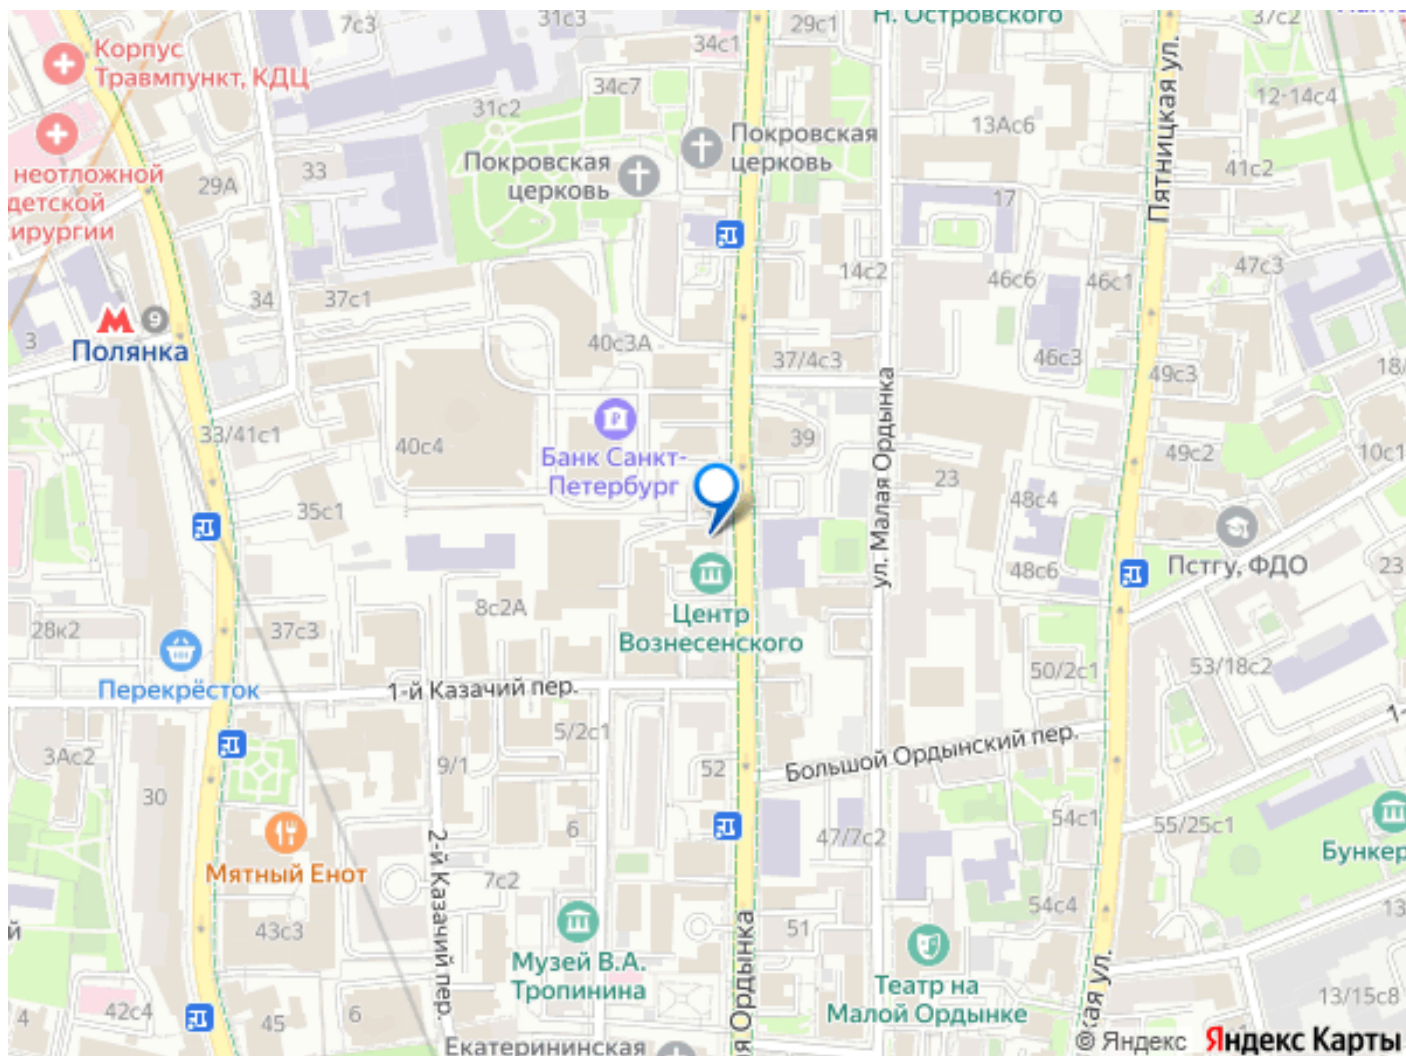 7с3
31с3
34с1
29с1
Н. Островского
37с2
Корпус
Травмпункт, КДЦ
Пятницкая ул.
34с7
31с2
12-14с4
13Ас6
Покровская
церковь
Покровская
церковь
33
29А
неотложной
детской
ирургии
41с2
17
14с2
46с6
46с1
47с3
34
37с1
9
Полянка
3
40с3А
37/4с3
46с3
49с3
18/
33/41с1
40с4
39
Банк Санкт-
Петербург
ул. Малая Ордынка
49с2
10с1
23
48с4
35с1
Пстгу, ФДО
48с6
23
8с2А
Центр
Вознесенского
28к2
37с3
Перекрёсток
1-й Казачий пер.
50/2с1
53/18с2
1-
5/2с1
Большой Ордынский пер.
3Ас2
9/1
52
30
6
47/7с2
54с1
55/25с1
Бункер
Мятный Енот
2-й Казачий пер.
7с2
54с4
13
й
43с3
Музей В.А.
Тропинина
51
я Ордынка
Театр на
Малой Ордынке
кая ул.
13/15с8
4
42с4
45
6
Екатерининская
© Яндекс Яндекс Карты